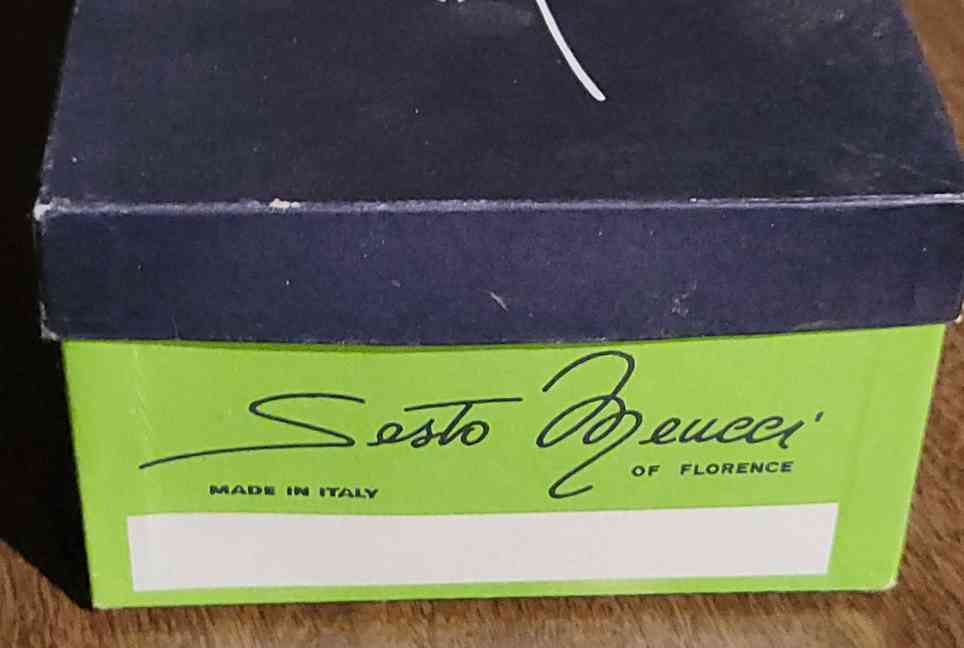 Sesto Meucci
OF FLORENCE
MADE IN ITALY